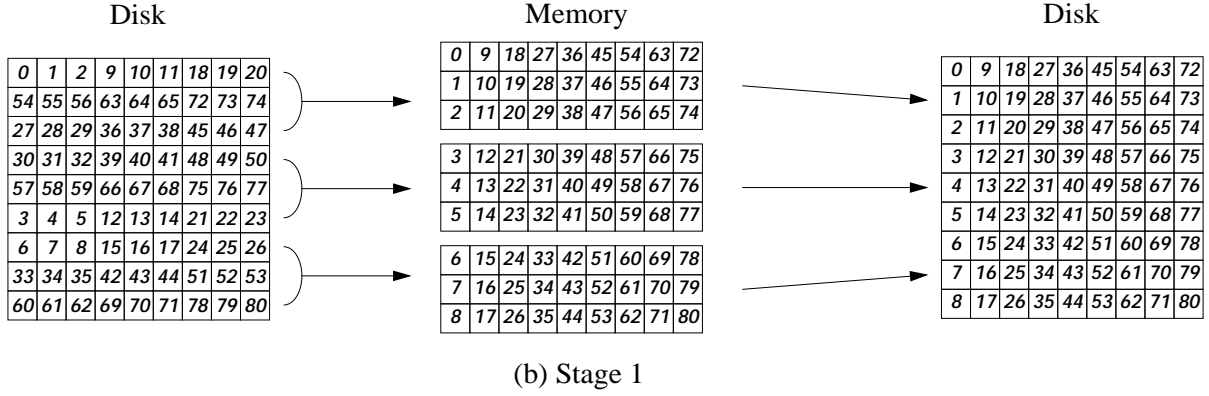 Disk Memory Disk
0 1 2 9 10 11 18 19 20
54 55 56 63 64 65 72 73 74
27 28 29 36 37 38 45 46 47
30 31 32 39 40 41 48 49 50
57 58 59 66 67 68 75 76 77
3 4 5 12 13 14 21 22 23
6 7 8 15 16 17 24 25 26
33 34 35 42 43 44 51 52 53
60 61 62 69 70 71 78 79 80
0 9 18 27 36 45 54 63 72
1 10 19 28 37 46 55 64 73
2 11 20 29 38 47 56 65 74
3 12 21 30 39 48 57 66 75
4 13 22 31 40 49 58 67 76
5 14 23 32 41 50 59 68 77
6 15 24 33 42 51 60 69 78
7 16 25 34 43 52 61 70 79
8 17 26 35 44 53 62 71 80
0 9 18 27 36 45 54 63 72
1 10 19 28 37 46 55 64 73
2 11 20 29 38 47 56 65 74
3 12 21 30 39 48 57 66 75
4 13 22 31 40 49 58 67 76
5 14 23 32 41 50 59 68 77
6 15 24 33 42 51 60 69 78
7 16 25 34 43 52 61 70 79
8 17 26 35 44 53 62 71 80
(b) Stage 1